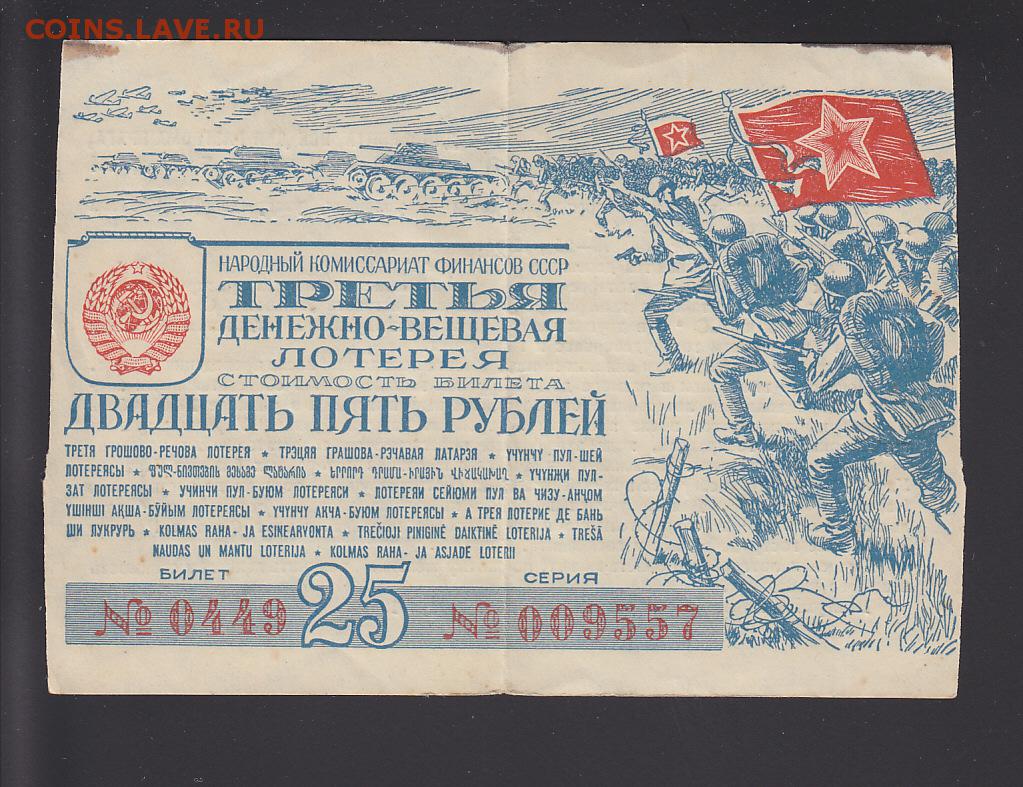 COINS.LAVE.RU
НАРОДНЫЙ КОМИССАРИАТ ФИНАНСОВ СССР
ТРЕТЬЯ
ДЕНЕЖНО-ВЕЩЕВАЯ
ЛОТЕРЕЯ
СТОИМОСТЬ БИЛЕТА
ДВАДЦАТЬ ПЯТЬ РУБЛЕЙ
ТРЕТЯ ГРОШОВО-РЕЧОВА ЛОТЕРЕЯ ★ ТРЭЦЯЯ ГРАШОВА-РЭЧАВАЯ ЛАТАРЭЯ ★ УЧУНЧУ ПУЛ-ШЕЙ
ЛОТЕРЕЯСЫ ★ ★ ★ УЧҮНЖИ ПУЛ-
ЗАТ ЛОТЕРЕЯСЫ ★ УЧИНЧИ ПУЛ-БУЮМ ЛОТЕРЕЯСИ ★ ЛОТЕРЕЯИ СЕЙЮМИ ПУЛ ВА ЧИЗУ-АНҶОМ
ҮШІНШІ АҚША-БҰЙЫМ ЛОТЕРЕЯСЫ ★ ҮЧҮНЧҮ АКЧА-БУЮМ ЛОТЕРЕЯСЫ ★ А ТРЕЯ ЛОТЕРИЕ ДЕ БАНЬ
ШИ ЛУКРУРЬ ★ KOLMAS RAHA- JA ESINEARVONTA ★ TREČIOJI PINIGINĖ DAIKTINĖ LOTERIJA ★ TREŠĀ
NAUDAS UN MANTU LOTERIJA ★ KOLMAS RAHA- JA ASJADE LOTERII
БИЛЕТ 25 СЕРИЯ
№ 0449 № 009557